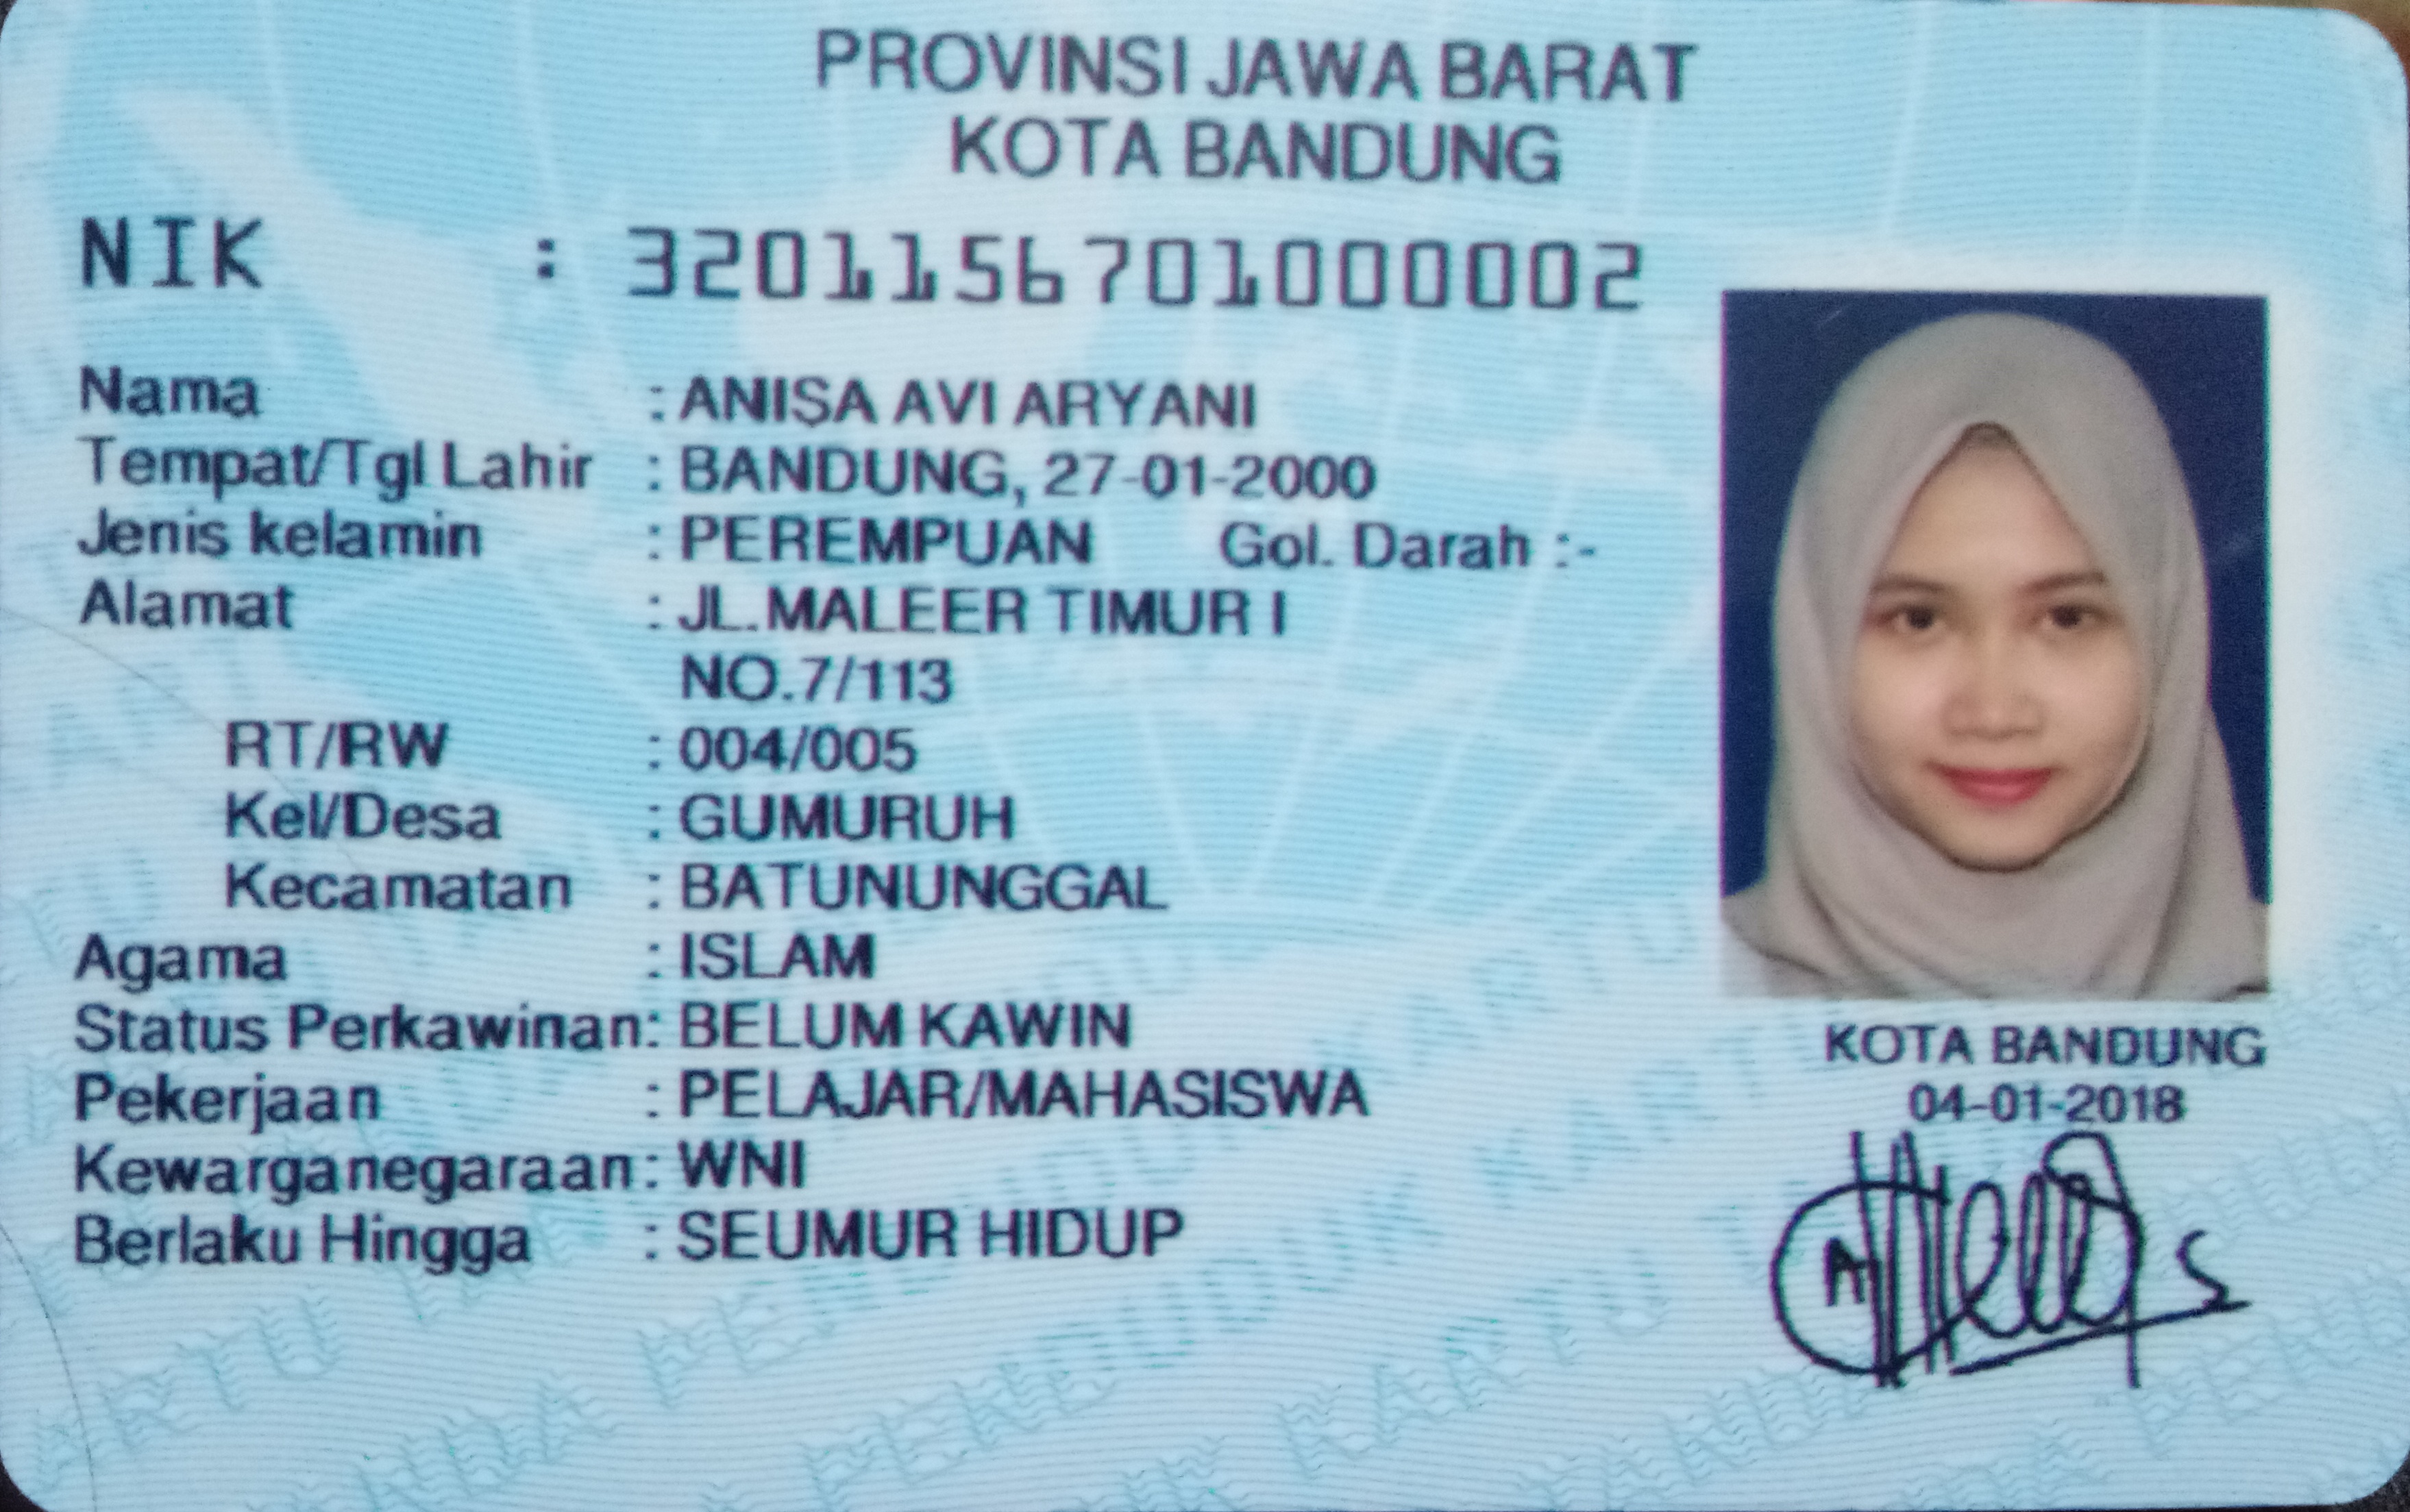 PROVINSI JAWA BARAT
KOTA BANDUNG
NIK : 3201156701000002
Nama : ANISA AVI ARYANI
Tempat/Tgl Lahir : BANDUNG, 27-01-2000
Jenis kelamin : PEREMPUAN Gol. Darah :-
Alamat : JL.MALEER TIMUR I
NO.7/113
RT/RW : 004/005
Kel/Desa : GUMURUH
Kecamatan : BATUNUNGGAL
Agama : ISLAM
Status Perkawinan: BELUM KAWIN
Pekerjaan : PELAJAR/MAHASISWA
Kewarganegaraan: WNI
Berlaku Hingga : SEUMUR HIDUP
KOTA BANDUNG
04-01-2018